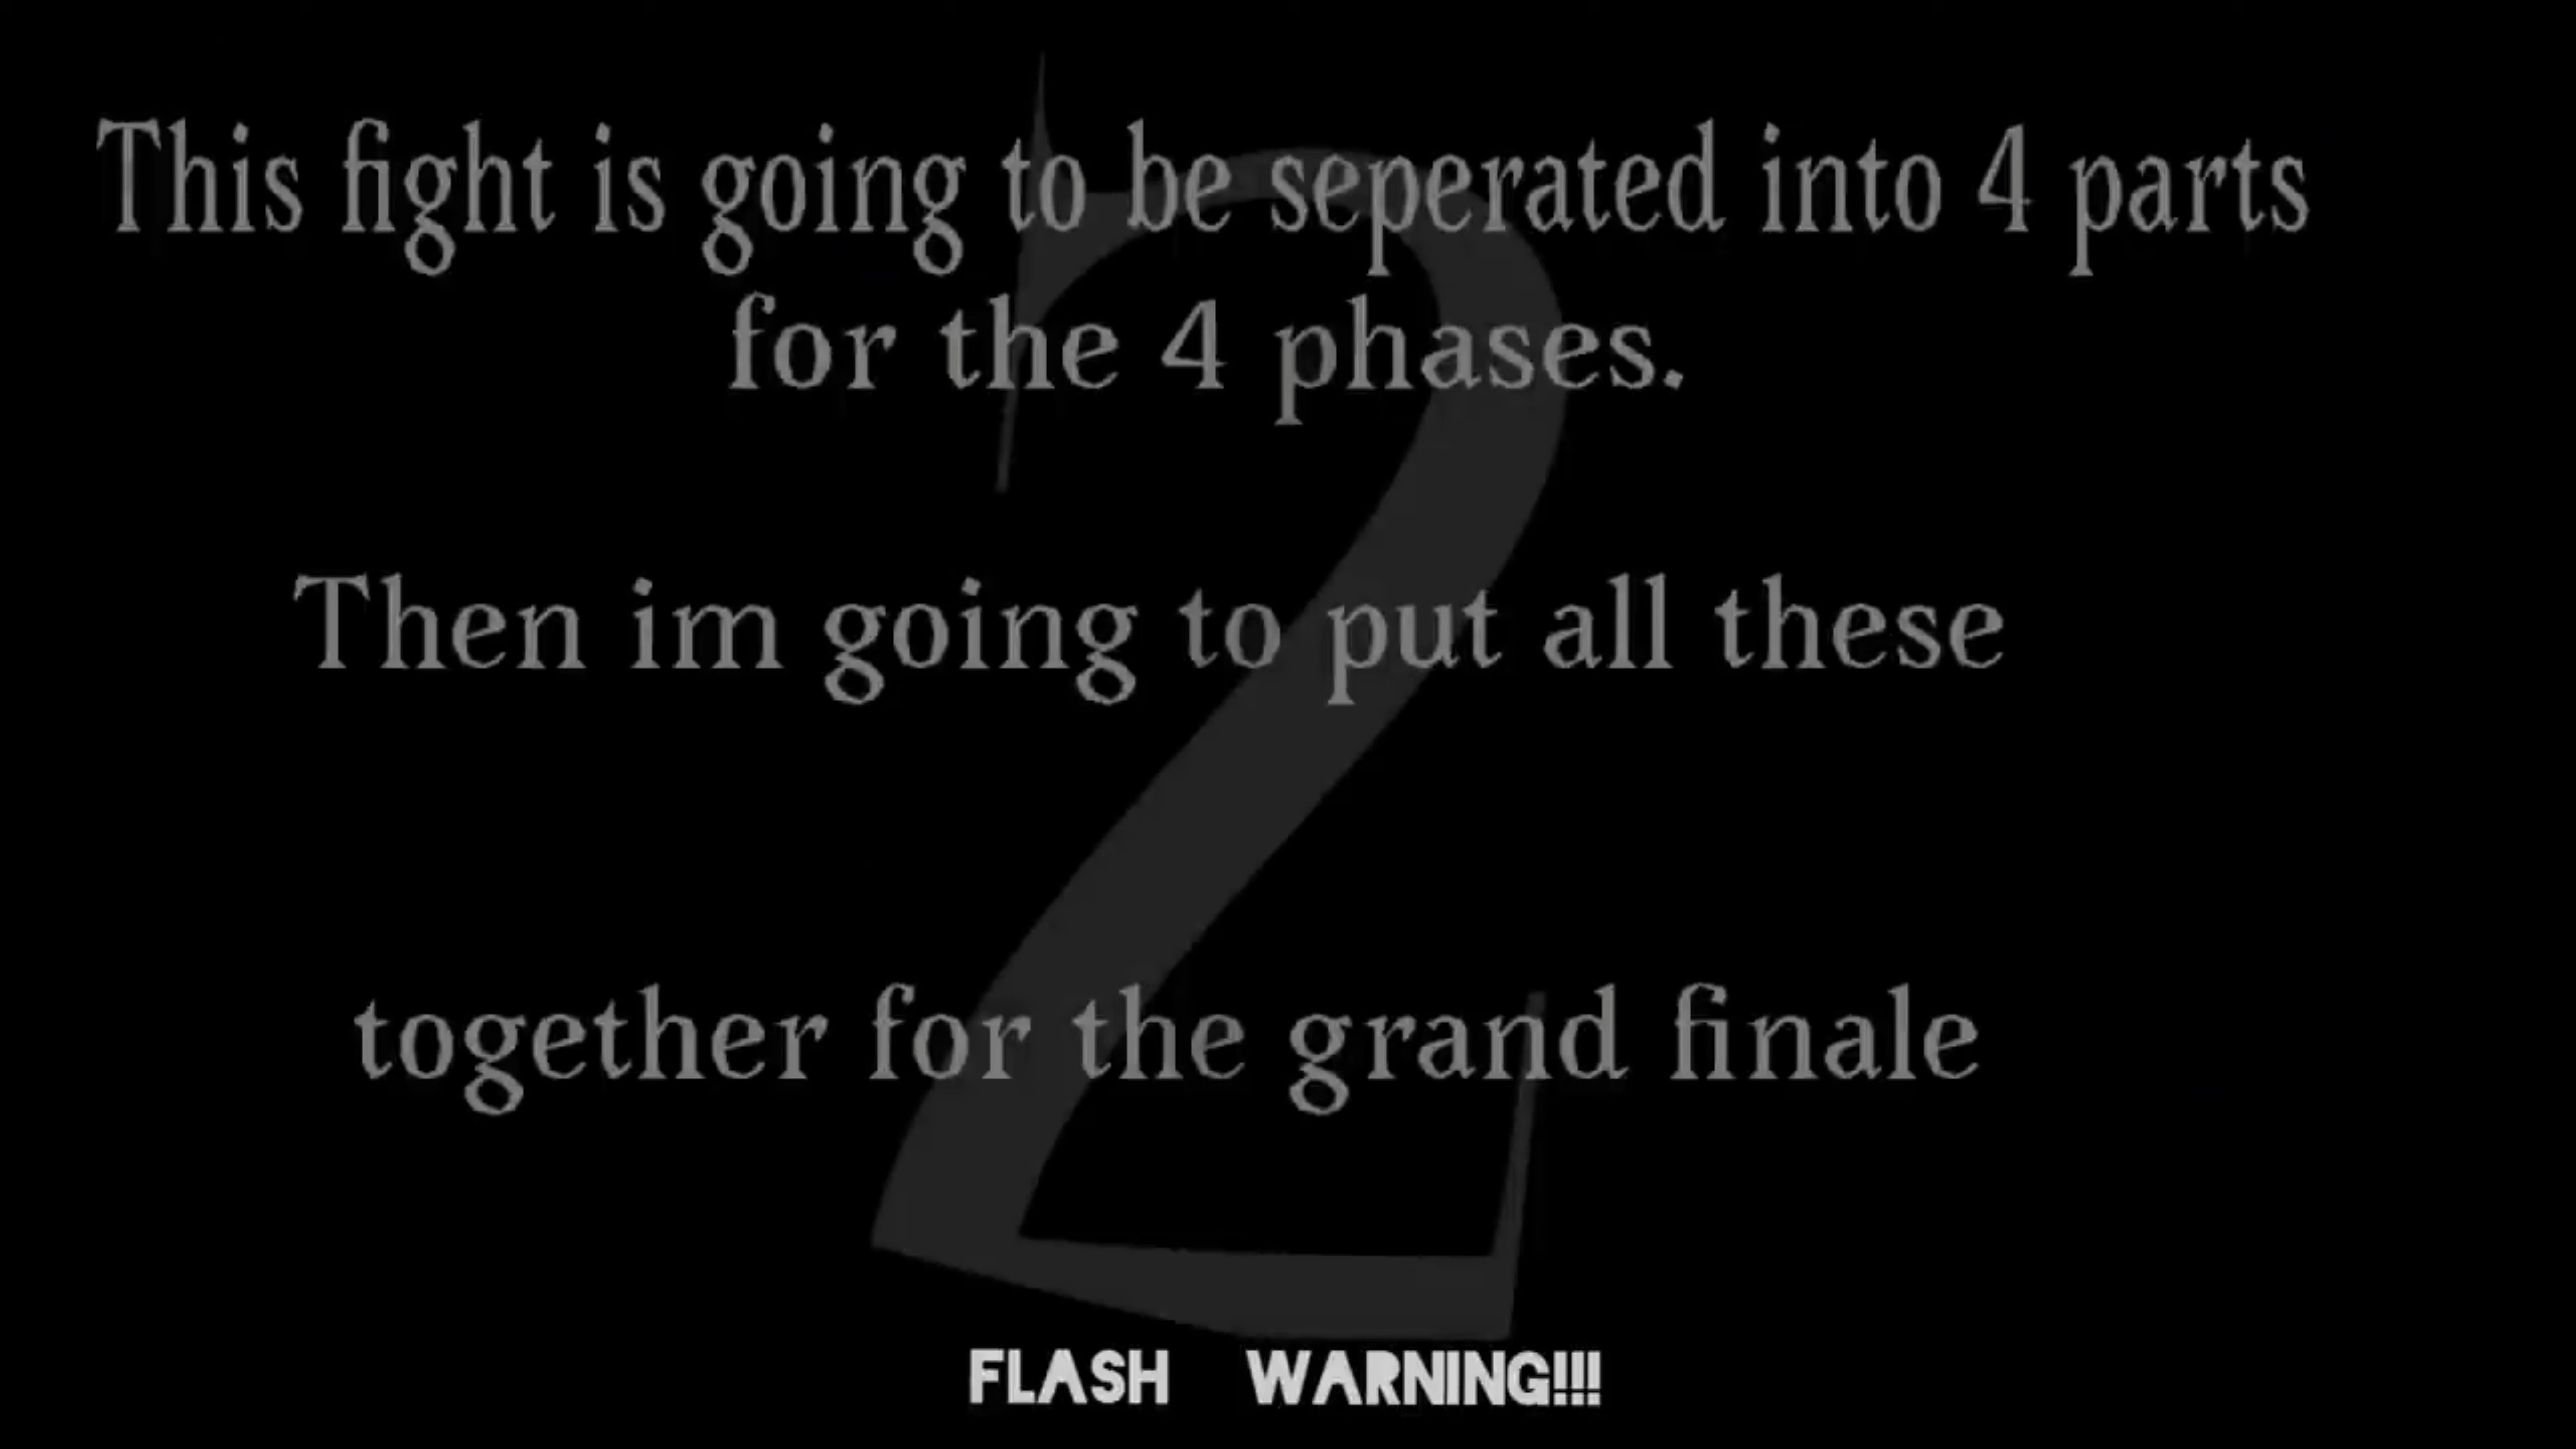 This fight is going to be seperated into 4 parts
for the 4 phases.
Then im going to put all these
together for the grand finale
2
FLASH WARNING!!!